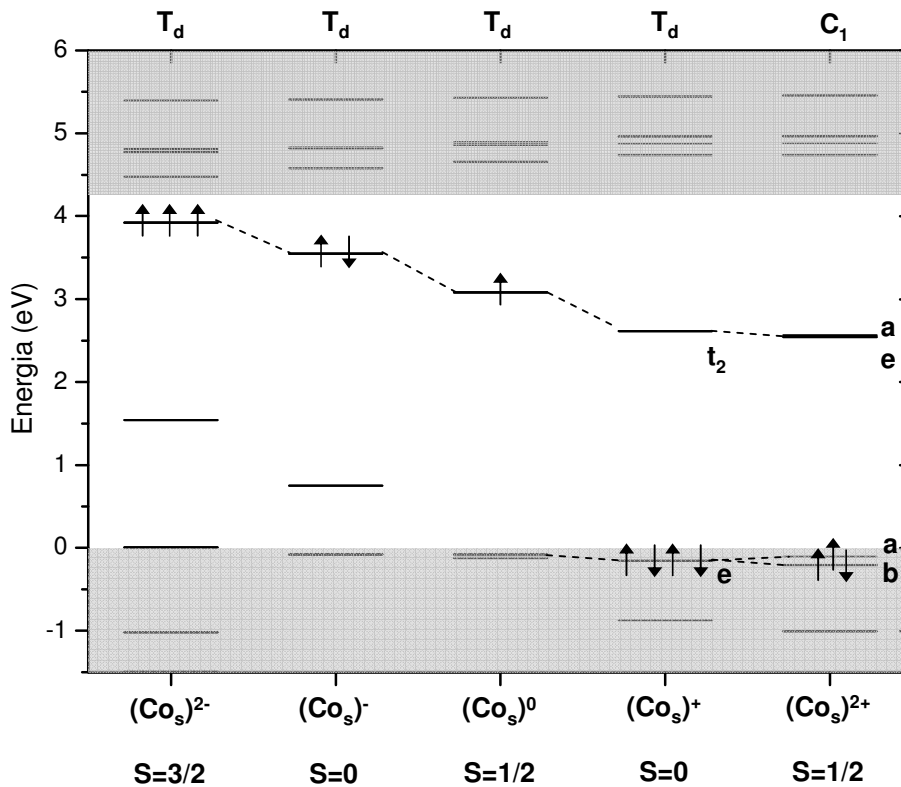 T_d T_d T_d T_d C_1
Energia (eV)
6
5
4
3
2
1
0
-1
a
e
t_2
a
e
b
(Co_s)^2- (Co_s)^- (Co_s)^0 (Co_s)^+ (Co_s)^2+
S=3/2 S=0 S=1/2 S=0 S=1/2